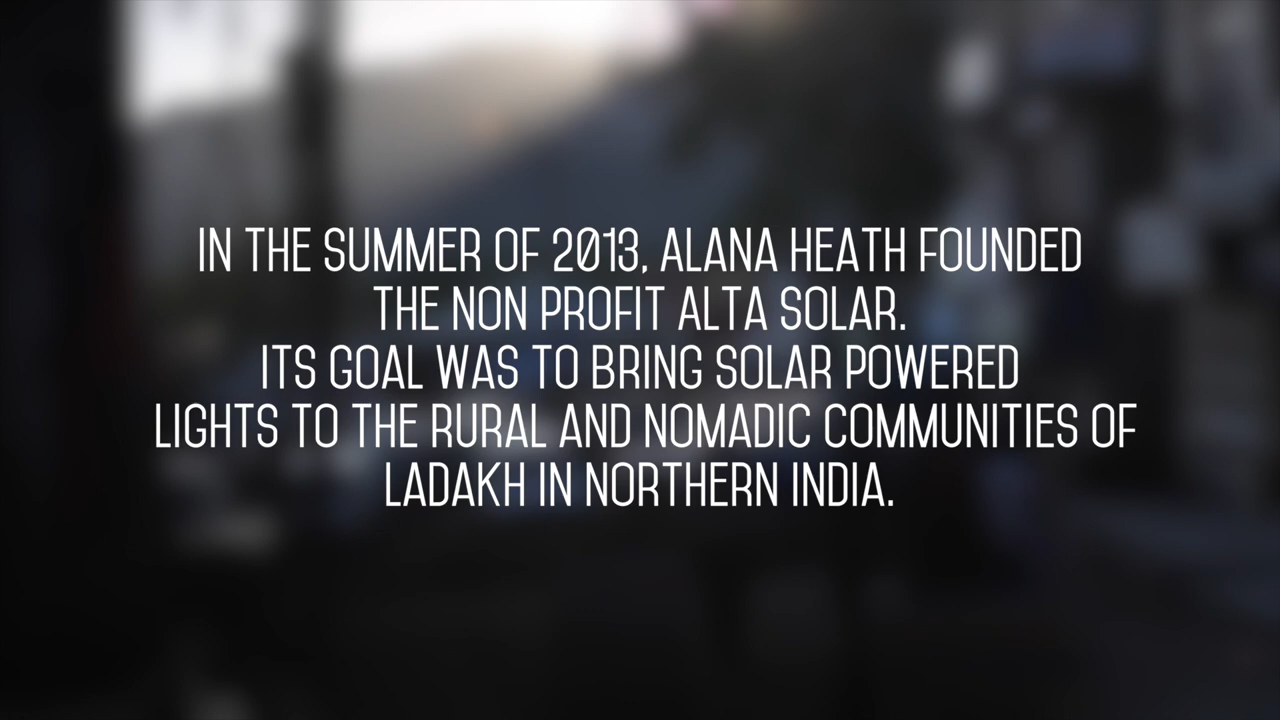 IN THE SUMMER OF 2013, ALANA HEATH FOUNDED
THE NON PROFIT ALTA SOLAR.
ITS GOAL WAS TO BRING SOLAR POWERED
LIGHTS TO THE RURAL AND NOMADIC COMMUNITIES OF
LADAKH IN NORTHERN INDIA.